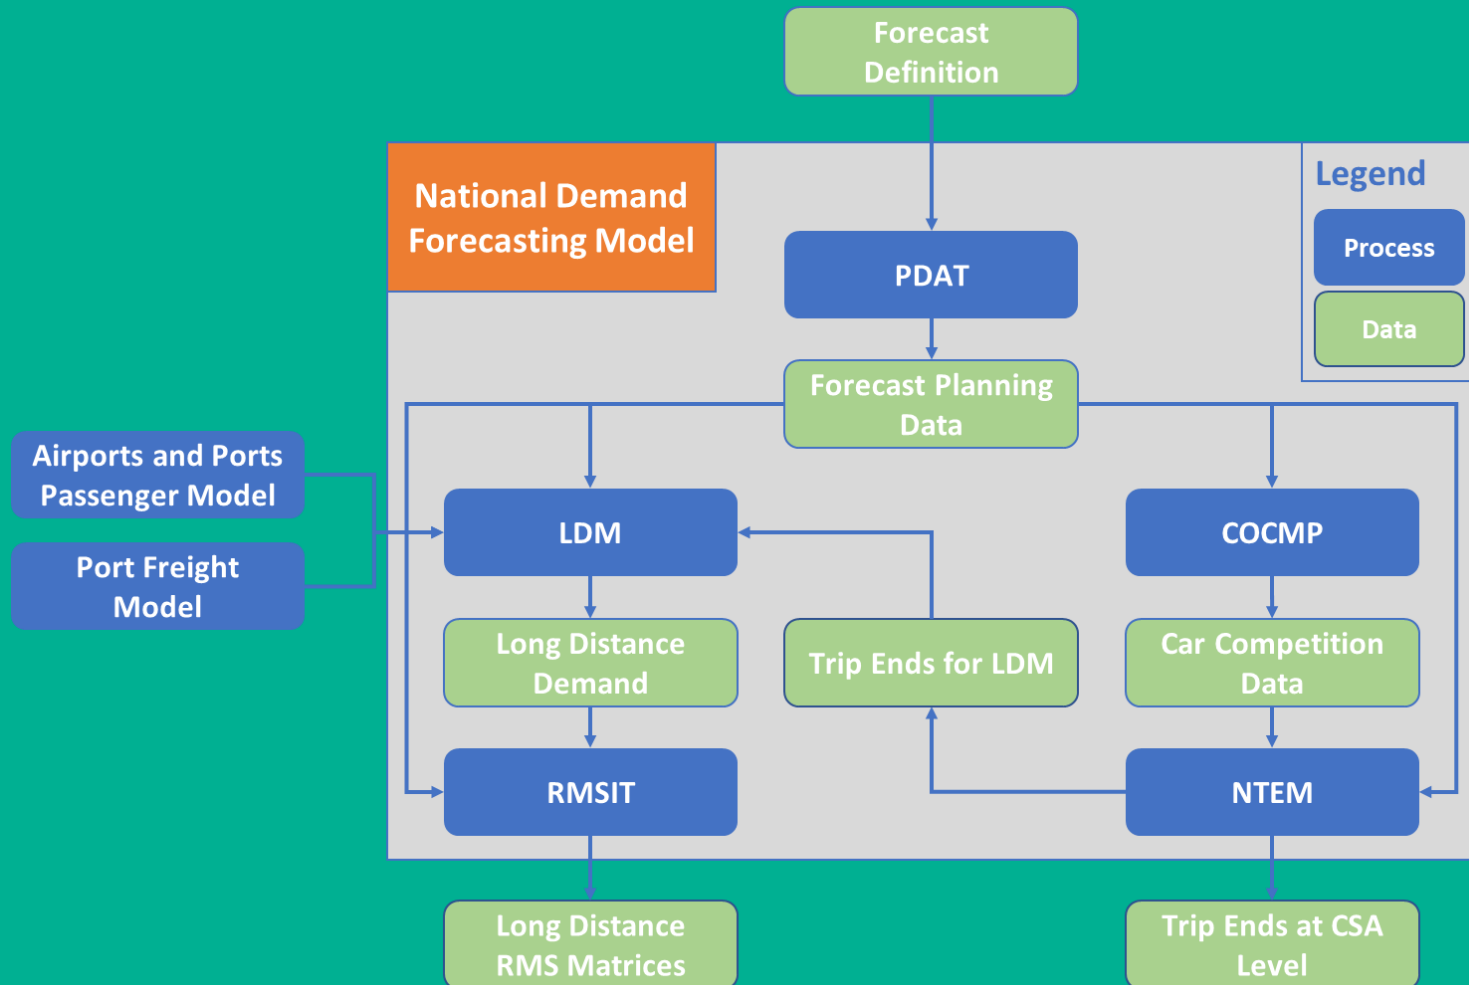 Forecast
Definition
National Demand
Forecasting Model
Legend
Process
Data
PDAT
Forecast Planning
Data
Airports and Ports
Passenger Model
Port Freight
Model
LDM
COCMP
Long Distance
Demand
Trip Ends for LDM
Car Competition
Data
RMSIT
NTEM
Long Distance
RMS Matrices
Trip Ends at CSA
Level